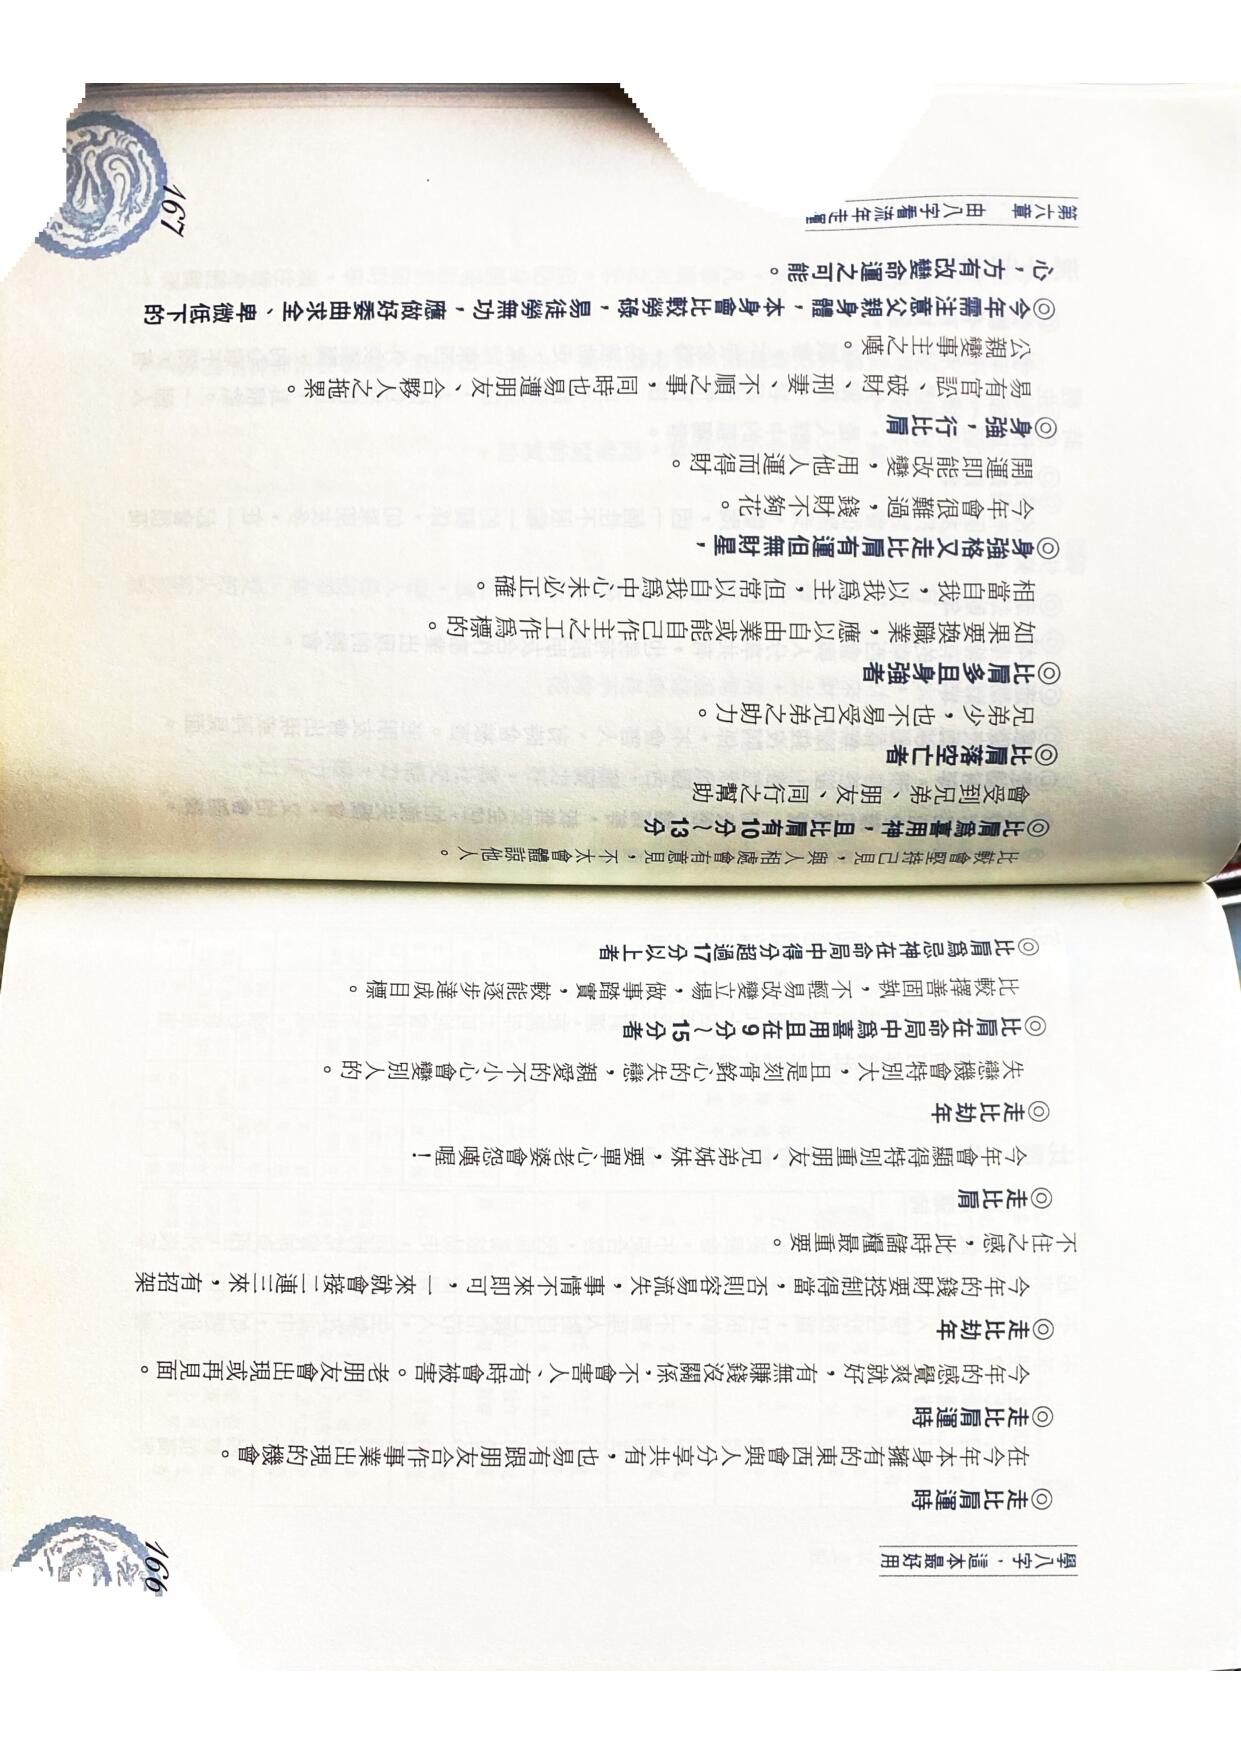 學八字，這本最好用
◎走比肩運時
在今年本身擁有的東西會與人分享共有，也易有跟朋友合作事業出現的機會。
◎走比肩運時
今年的感覺爽就好，有無賺錢沒關係，不會害人、有時會被害。老朋友會出現或再見面。
◎走比劫年
今年的錢財要控制得當，否則容易流失，事情不來即可，一來就會接二連三來，有招架
不住之感，此時儲糧最重要。
◎走比肩
今年會顯得特別重朋友、兄弟姊妹，要單心老婆會怨嘆喔！
◎走比劫年
失戀機會特別大，且是刻骨銘心的失戀，親愛的不小心會變別人的。
◎比肩在命局中爲喜用且在9分～15分者
比較擇善固執，不輕易改變立場，做事踏實，較能逐步達成目標。
◎比肩爲忌神在命局中得分超過17分以上者
166
比較會堅持己見，與人相處會有意見，不太會體諒他人。
◎比肩爲喜用神，且比肩有10分～13分
會受到兄弟、朋友、同行之幫助
◎比肩落空亡者
兄弟少，也不易受兄弟之助力。
◎比肩多且身強者
如果要換職業，應以自由業或能自己作主之工作爲標的。
相當自我，以我爲主，但常以自我爲中心未必正確。
◎身強格又走比肩有運但無財星，
今年會很難過，錢財不夠花。
開運即能改變，用他人運而得財。
◎身強，行比肩
易有官訟、破財、刑妻、不順之事，同時也易遭朋友、合夥人之拖累。
公親變事主之嘆。
◎今年需注意父親身體，本身會比較勞碌，易徒勞無功，應做好委曲求全、卑微低下的
心，方有改變命運之可能。
第六章　由八字看流年走運
167